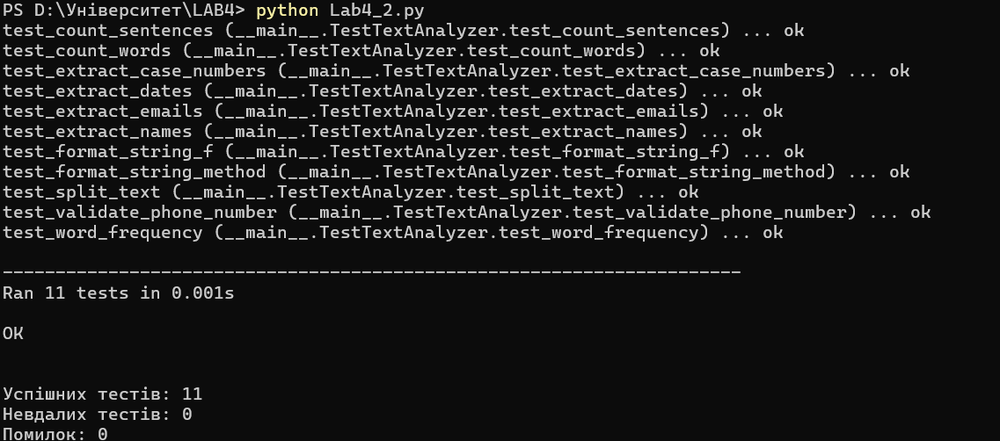 PS D:\Університет\LAB4> python Lab4_2.py
test_count_sentences (__main__.TestTextAnalyzer.test_count_sentences) ... ok
test_count_words (__main__.TestTextAnalyzer.test_count_words) ... ok
test_extract_case_numbers (__main__.TestTextAnalyzer.test_extract_case_numbers) ... ok
test_extract_dates (__main__.TestTextAnalyzer.test_extract_dates) ... ok
test_extract_emails (__main__.TestTextAnalyzer.test_extract_emails) ... ok
test_extract_names (__main__.TestTextAnalyzer.test_extract_names) ... ok
test_format_string_f (__main__.TestTextAnalyzer.test_format_string_f) ... ok
test_format_string_method (__main__.TestTextAnalyzer.test_format_string_method) ... ok
test_split_text (__main__.TestTextAnalyzer.test_split_text) ... ok
test_validate_phone_number (__main__.TestTextAnalyzer.test_validate_phone_number) ... ok
test_word_frequency (__main__.TestTextAnalyzer.test_word_frequency) ... ok
----------------------------------------------------------------------
Ran 11 tests in 0.001s
OK
Успішних тестів: 11
Невдалих тестів: 0
Помилок: 0